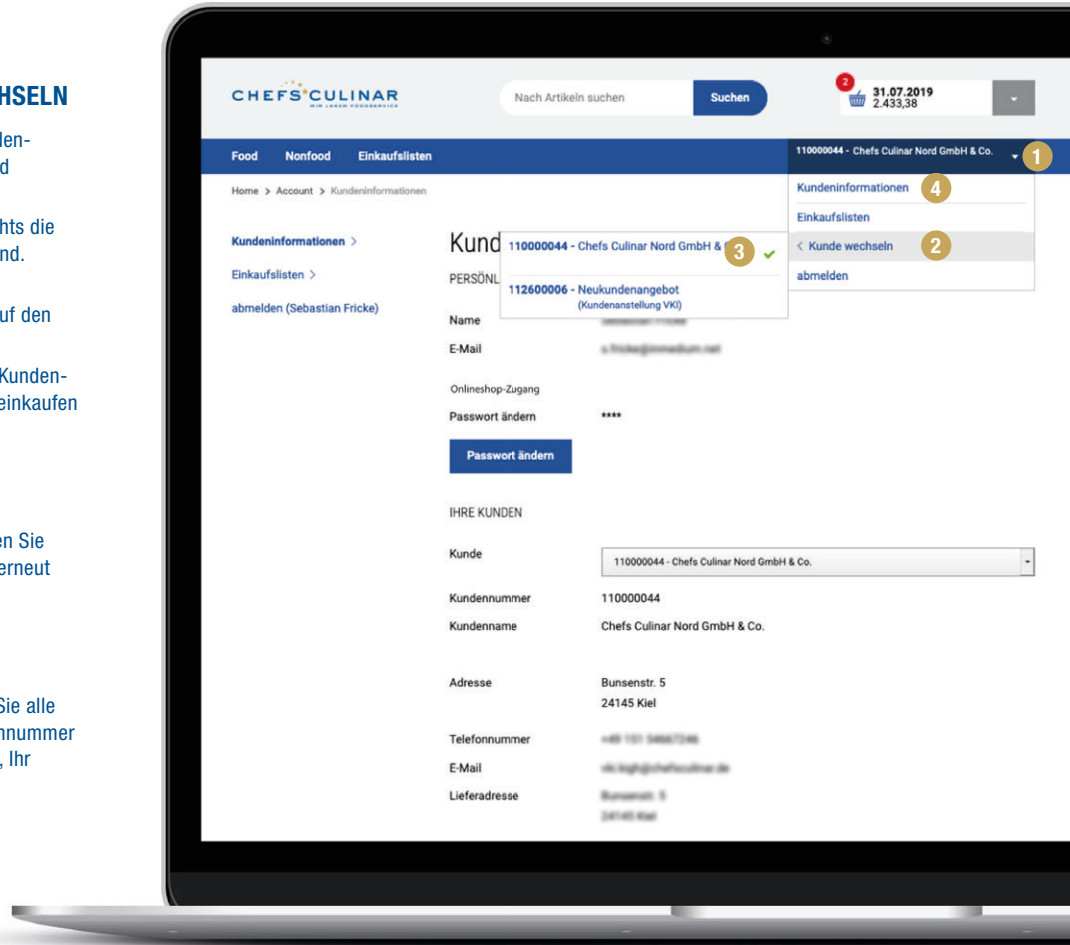 HSELN
den-
d
hts die
nd.
uf den
Kunden-
einkaufen
en Sie
erneut
Sie alle
nnummer
, Ihr
CHEFS CULINAR
WIR LEBEN FOODSERVICE
Nach Artikeln suchen
Suchen
2
31.07.2019
2.433,38
Food Nonfood Einkaufslisten
110000044 - Chefs Culinar Nord GmbH & Co.
1
Home > Account > Kundeninformationen
Kundeninformationen >
Einkaufslisten >
abmelden (Sebastian Fricke)
Kundeninformationen 4
Einkaufslisten
< Kunde wechseln 2
abmelden
Kund
110000044 - Chefs Culinar Nord GmbH &
3
112600006 - Neukundenangebot
(Kundenanstellung VKI)
PERSÖNL
Name
E-Mail
Onlineshop-Zugang
Passwort ändern ****
Passwort ändern
IHRE KUNDEN
Kunde 110000044 - Chefs Culinar Nord GmbH & Co.
Kundennummer 110000044
Kundenname Chefs Culinar Nord GmbH & Co.
Adresse Bunsenstr. 5
24145 Kiel
Telefonnummer
E-Mail
Lieferadresse